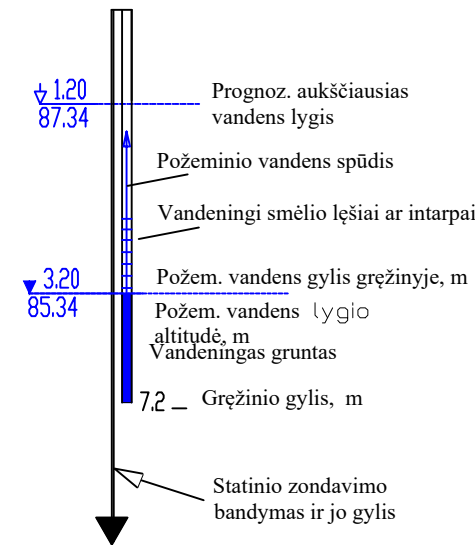 1.20
87.34
Prognoz. aukščiausias
vandens lygis
Požeminio vandens spūdis
Vandeningi smėlio lęšiai ar intarpai
3.20
85.34
Požem. vandens gylis gręžinyje, m
Požem. vandens lygio
altitudė, m
Vandeningas gruntas
7.2
Gręžinio gylis, m
Statinio zondavimo
bandymas ir jo gylis